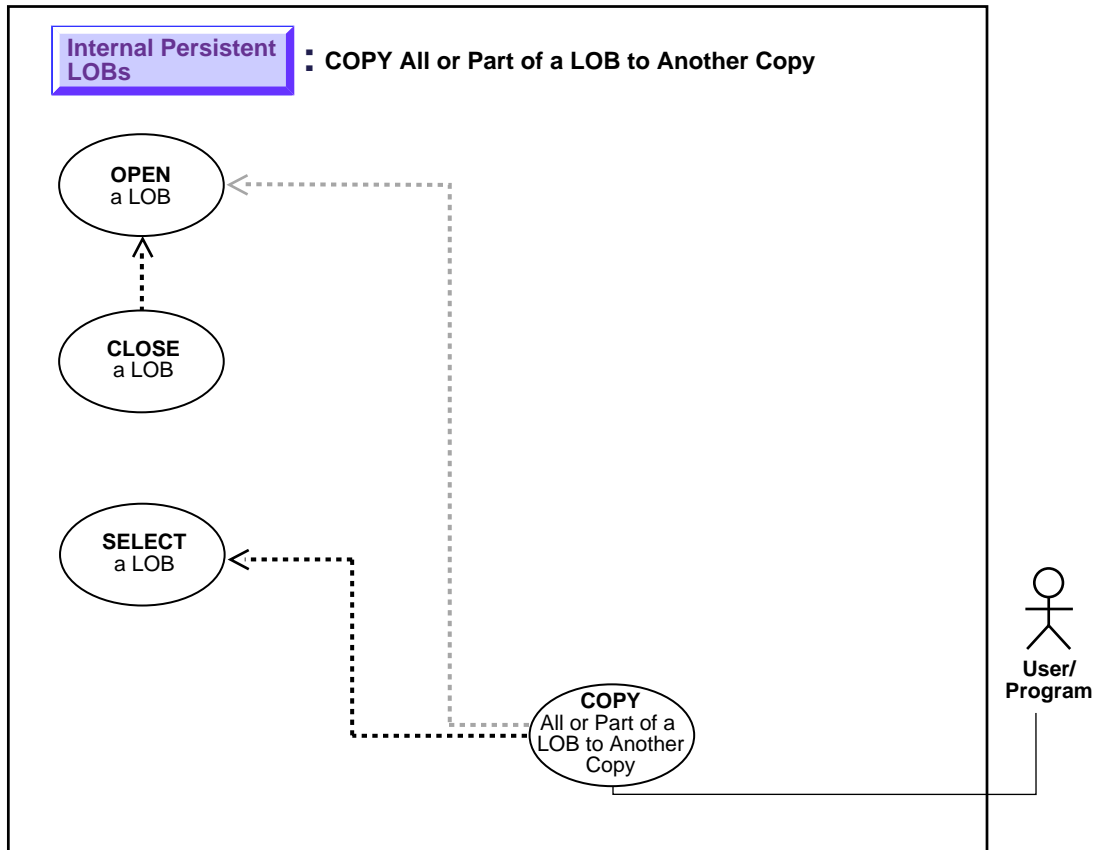 Internal Persistent
LOBs
: COPY All or Part of a LOB to Another Copy
OPEN
a LOB
CLOSE
a LOB
SELECT
a LOB
User/
Program
COPY
All or Part of a
LOB to Another
Copy